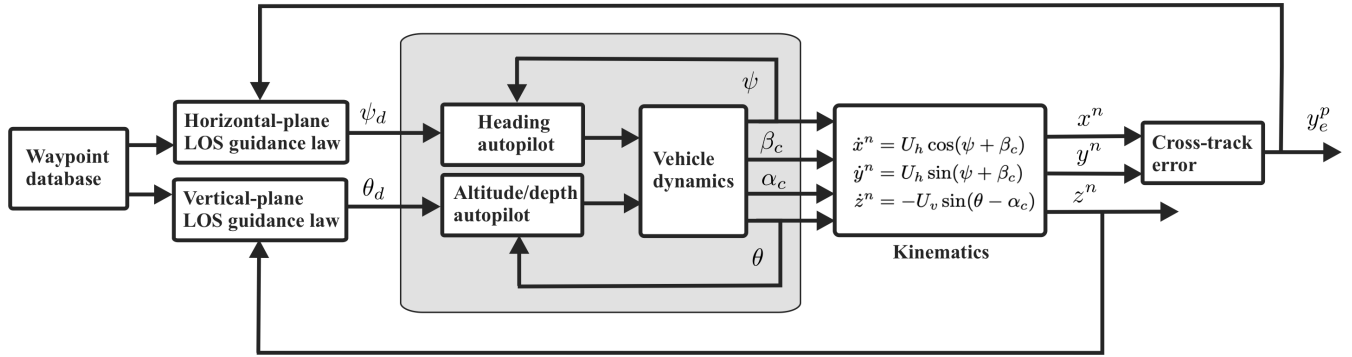 Waypoint
database
Horizontal-plane
LOS guidance law
Vertical-plane
LOS guidance law
ψ_d
θ_d
Heading
autopilot
Altitude/depth
autopilot
Vehicle
dynamics
ψ
β_c
α_c
θ
ẋ^n = U_h cos(ψ + β_c)
ẏ^n = U_h sin(ψ + β_c)
ż^n = −U_v sin(θ − α_c)
Kinematics
x^n
y^n
z^n
Cross-track
error
y_e^p